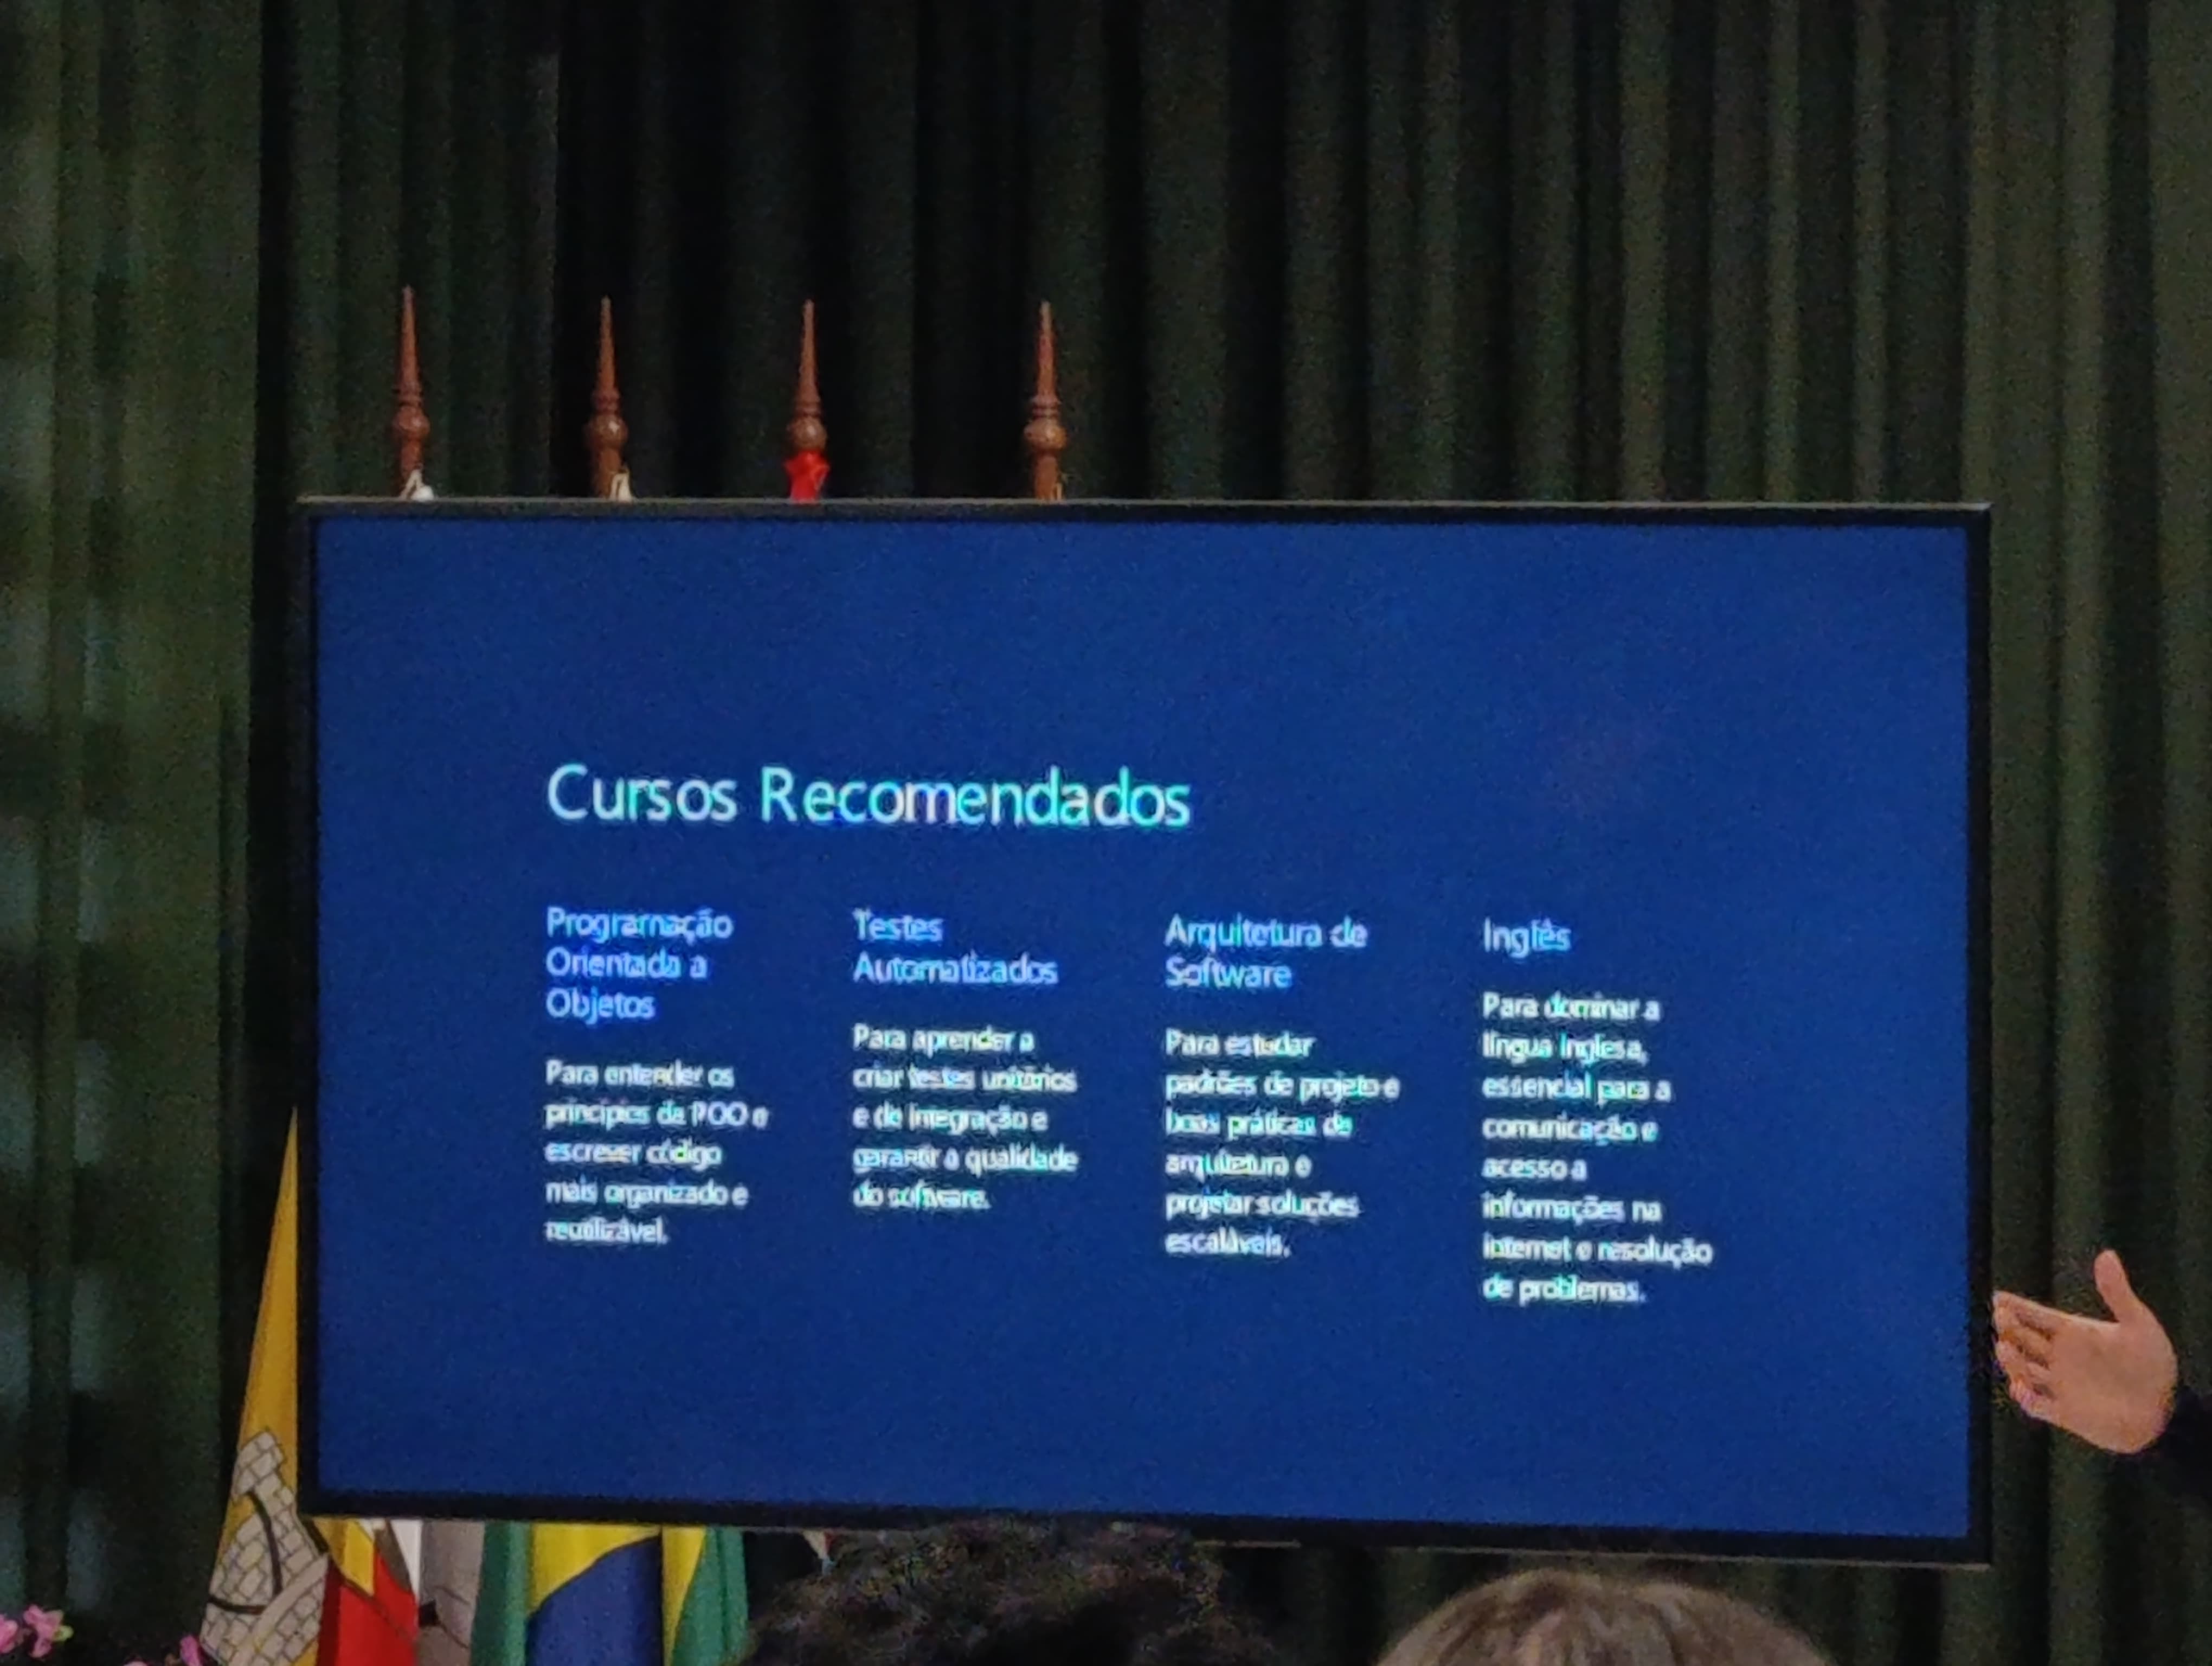 Cursos Recomendados
Programação
Orientada a
Objetos
Para entender os
princípios da POO e
escrever código
mais organizado e
reutilizável.
Testes
Automatizados
Para aprender a
criar testes unitários
e de integração e
garantir a qualidade
do software.
Arquitetura de
Software
Para estudar
padrões de projeto e
boas práticas de
arquitetura e
projetar soluções
escaláveis.
Inglês
Para dominar a
língua inglesa,
essencial para a
comunicação e
acesso a
informações na
internet e resolução
de problemas.